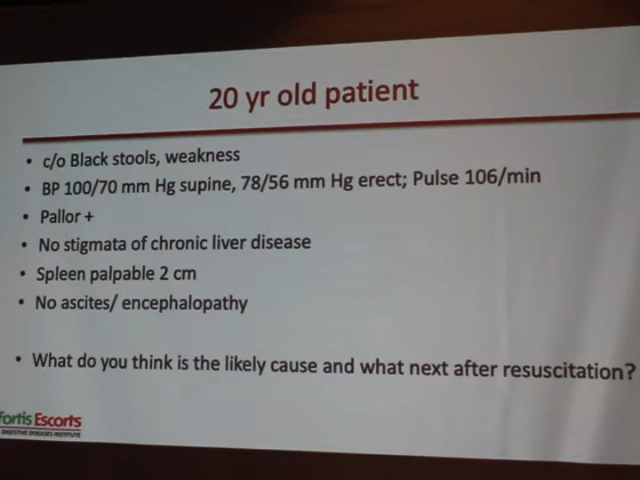 20 yr old patient
• c/o Black stools, weakness
• BP 100/70 mm Hg supine, 78/56 mm Hg erect; Pulse 106/min
• Pallor +
• No stigmata of chronic liver disease
• Spleen palpable 2 cm
• No ascites/ encephalopathy
• What do you think is the likely cause and what next after resuscitation?
Fortis Escorts
DIGESTIVE DISEASES INSTITUTE